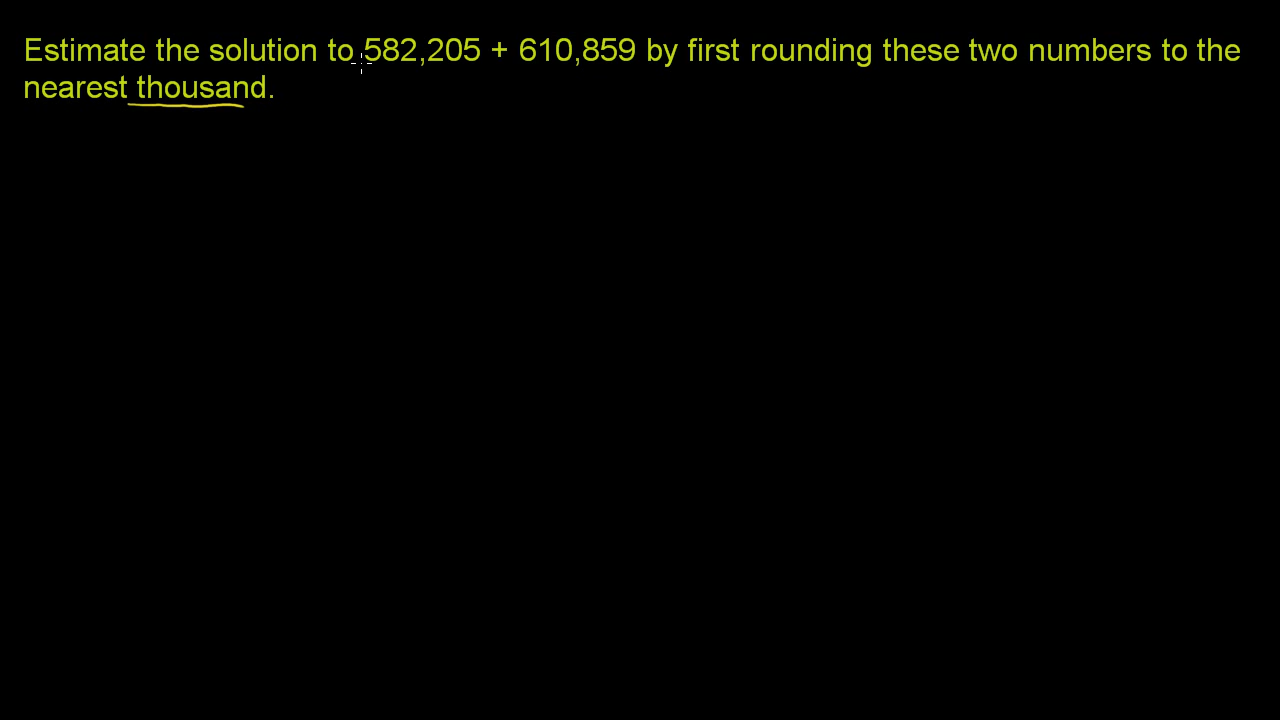 Estimate the solution to 582,205 + 610,859 by first rounding these two numbers to the
nearest thousand.